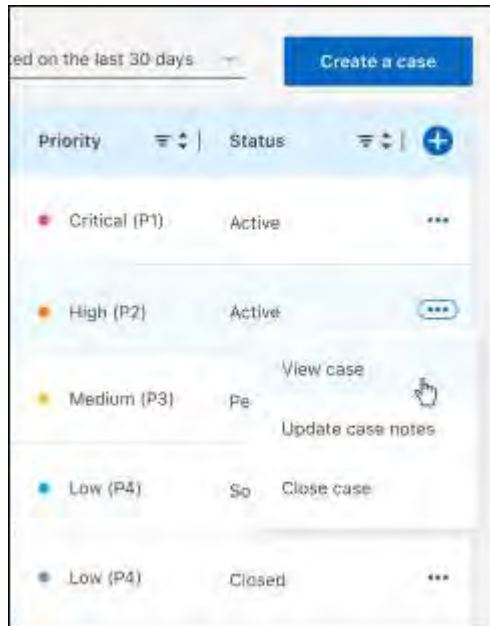 ed on the last 30 days
Create a case
Priority Status
Critical (P1) Active
High (P2) Active
View case
Medium (P3) Pe
Update case notes
Low (P4) So
Close case
Low (P4) Closed